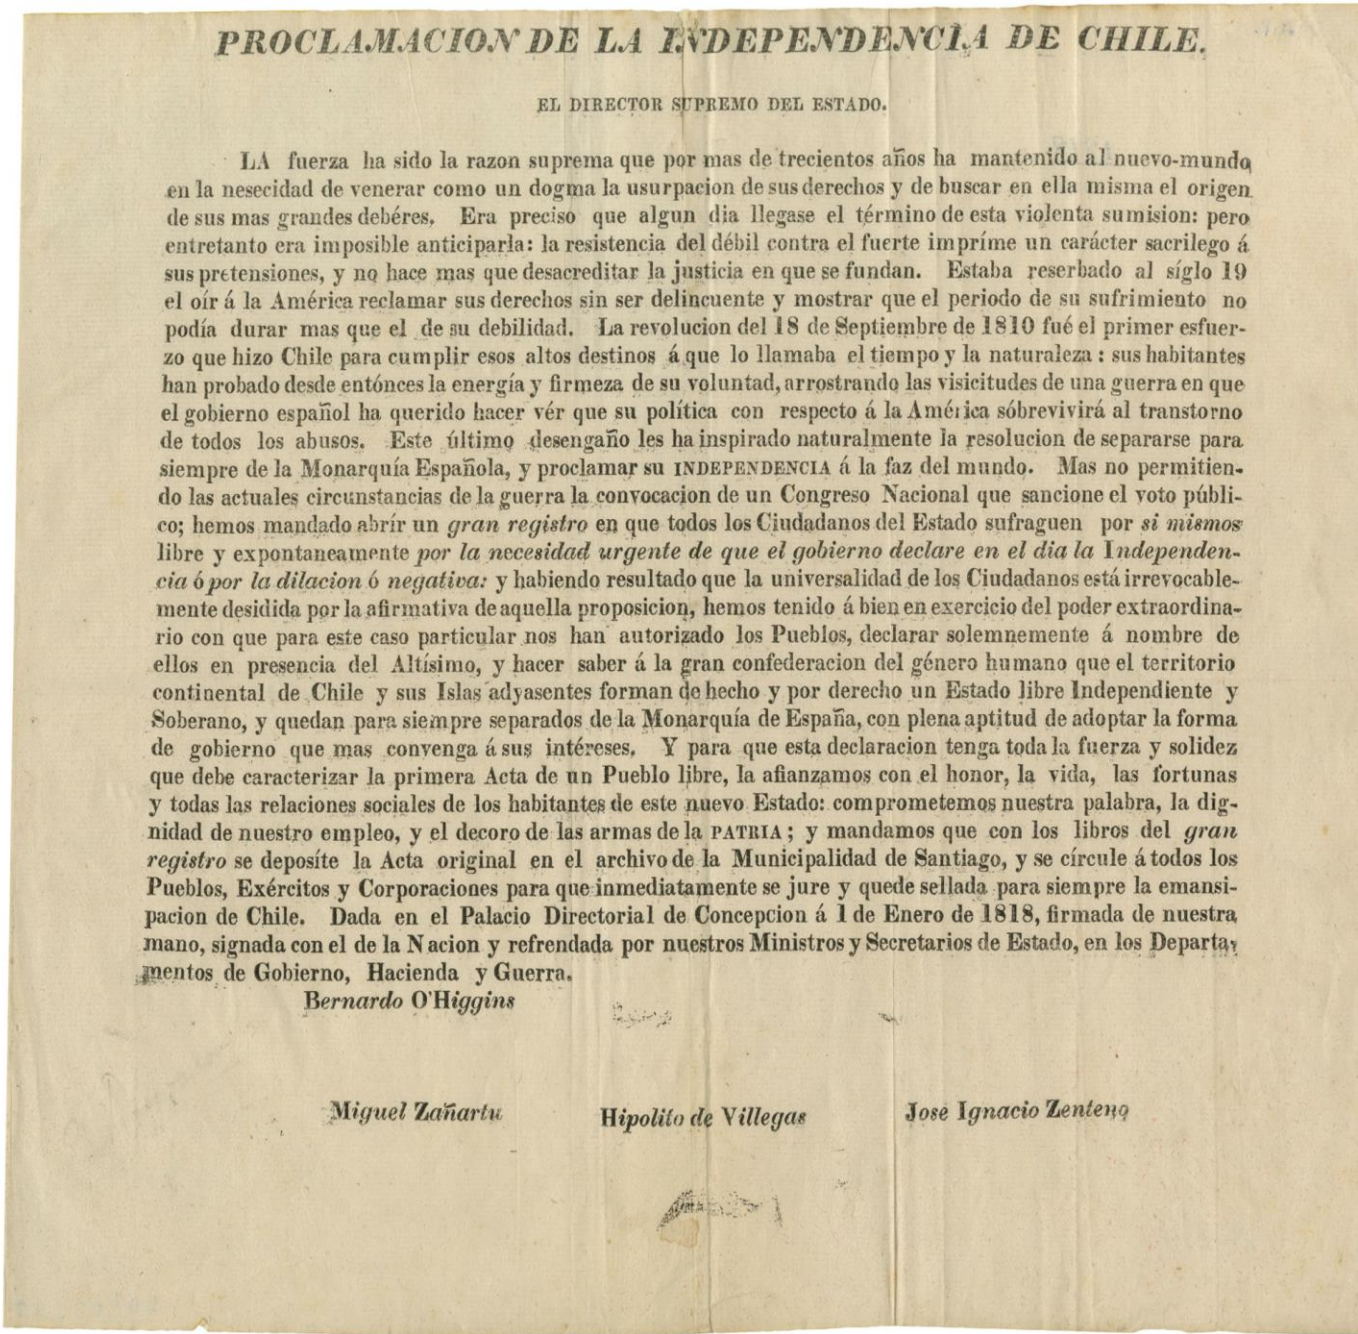 PROCLAMACION DE LA INDEPENDENCIA DE CHILE.
EL DIRECTOR SUPREMO DEL ESTADO.
LA fuerza ha sido la razon suprema que por mas de trecientos años ha mantenido al nuevo-mundo
en la nesecidad de venerar como un dogma la usurpacion de sus derechos y de buscar en ella misma el origen
de sus mas grandes debéres. Era preciso que algun dia llegase el término de esta violenta sumision: pero
entretanto era imposible anticiparla: la resistencia del débil contra el fuerte impríme un carácter sacrilego á
sus pretensiones, y no hace mas que desacreditar la justicia en que se fundan. Estaba reserbado al síglo 19
el oír á la América reclamar sus derechos sin ser delincuente y mostrar que el periodo de su sufrimiento no
podía durar mas que el de su debilidad. La revolucion del 18 de Septiembre de 1810 fué el primer esfuer-
zo que hizo Chile para cumplir esos altos destinos á que lo llamaba el tiempo y la naturaleza: sus habitantes
han probado desde entónces la energía y firmeza de su voluntad, arrostrando las visicitudes de una guerra en que
el gobierno español ha querido hacer vér que su política con respecto á la América sóbrevivirá al transtorno
de todos los abusos. Este último desengaño les ha inspirado naturalmente la resolucion de separarse para
siempre de la Monarquía Española, y proclamar su INDEPENDENCIA á la faz del mundo. Mas no permitien-
do las actuales circunstancias de la guerra la convocacion de un Congreso Nacional que sancione el voto públi-
co; hemos mandado abrír un gran registro en que todos los Ciudadanos del Estado sufraguen por si mismos
libre y expontaneamente por la necesidad urgente de que el gobierno declare en el dia la Independen-
cia ó por la dilacion ó negativa: y habiendo resultado que la universalidad de los Ciudadanos está irrevocable-
mente desidida por la afirmativa de aquella proposicion, hemos tenido á bien en exercicio del poder extraordina-
rio con que para este caso particular nos han autorizado los Pueblos, declarar solemnemente á nombre de
ellos en presencia del Altísimo, y hacer saber á la gran confederacion del género humano que el territorio
continental de Chile y sus Islas adyasentes forman de hecho y por derecho un Estado libre Independiente y
Soberano, y quedan para siempre separados de la Monarquía de España, con plena aptitud de adoptar la forma
de gobierno que mas convenga á sus intéreses. Y para que esta declaracion tenga toda la fuerza y solidez
que debe caracterizar la primera Acta de un Pueblo libre, la afianzamos con el honor, la vida, las fortunas
y todas las relaciones sociales de los habitantes de este nuevo Estado: comprometemos nuestra palabra, la dig-
nidad de nuestro empleo, y el decoro de las armas de la PATRIA; y mandamos que con los libros del gran
registro se deposíte la Acta original en el archivo de la Municipalidad de Santiago, y se círcule á todos los
Pueblos, Exércitos y Corporaciones para que inmediatamente se jure y quede sellada para siempre la emansi-
pacion de Chile. Dada en el Palacio Directorial de Concepcion á 1 de Enero de 1818, firmada de nuestra
mano, signada con el de la Nacion y refrendada por nuestros Ministros y Secretarios de Estado, en los Departa-
mentos de Gobierno, Hacienda y Guerra.
Bernardo O'Higgins
Miguel Zañartu Hipolito de Villegas José Ignacio Zenteno